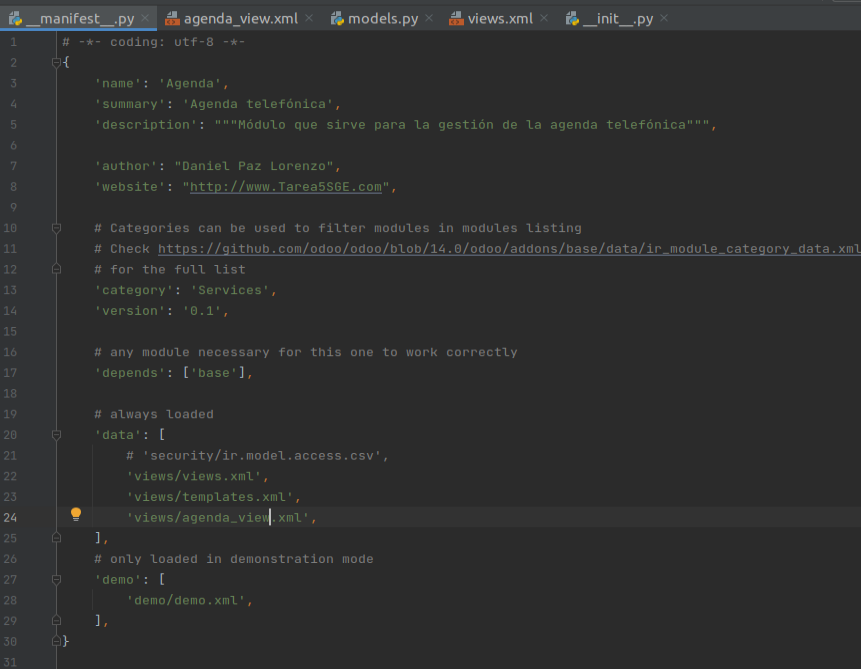 __manifest__.py agenda_view.xml models.py views.xml __init__.py
1 # -*- coding: utf-8 -*-
2 {
3 'name': 'Agenda',
4 'summary': 'Agenda telefónica',
5 'description': """Módulo que sirve para la gestión de la agenda telefónica""",
6
7 'author': "Daniel Paz Lorenzo",
8 'website': "http://www.Tarea5SGE.com",
9
10 # Categories can be used to filter modules in modules listing
11 # Check https://github.com/odoo/odoo/blob/14.0/odoo/addons/base/data/ir_module_category_data.xml
12 # for the full list
13 'category': 'Services',
14 'version': '0.1',
15
16 # any module necessary for this one to work correctly
17 'depends': ['base'],
18
19 # always loaded
20 'data': [
21 # 'security/ir.model.access.csv',
22 'views/views.xml',
23 'views/templates.xml',
24 'views/agenda_view.xml',
25 ],
26 # only loaded in demonstration mode
27 'demo': [
28 'demo/demo.xml',
29 ],
30 }
31